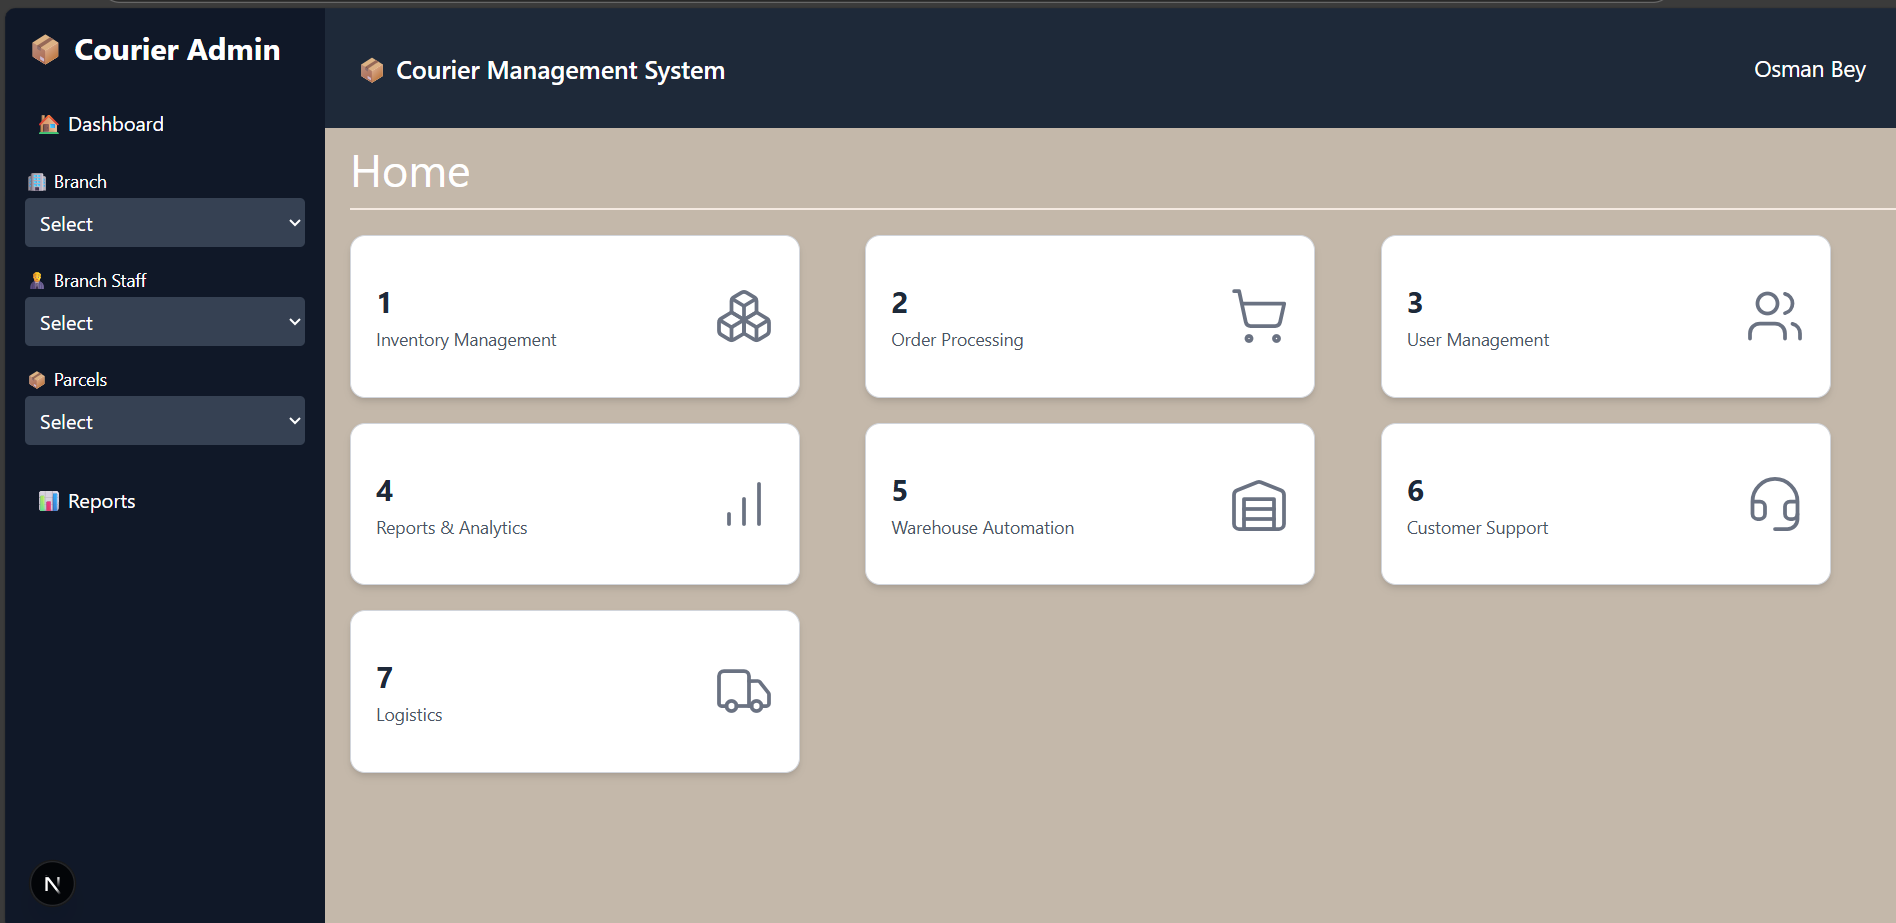 Courier Admin
Dashboard
Branch
Select
Branch Staff
Select
Parcels
Select
Reports
N
Courier Management System
Osman Bey
Home
1
Inventory Management
2
Order Processing
3
User Management
4
Reports & Analytics
5
Warehouse Automation
6
Customer Support
7
Logistics